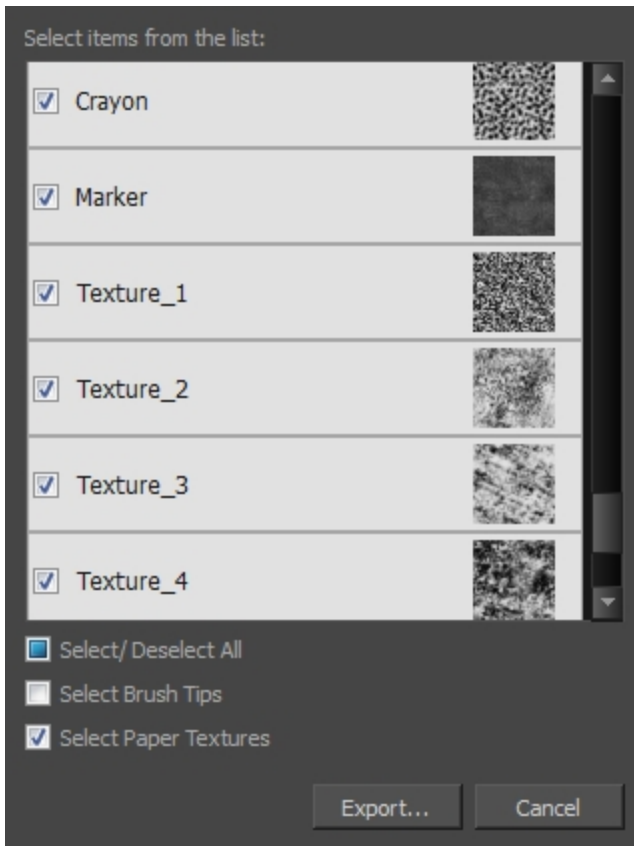 Select items from the list:
Crayon
Marker
Texture_1
Texture_2
Texture_3
Texture_4
Select/ Deselect All
Select Brush Tips
Select Paper Textures
Export... Cancel